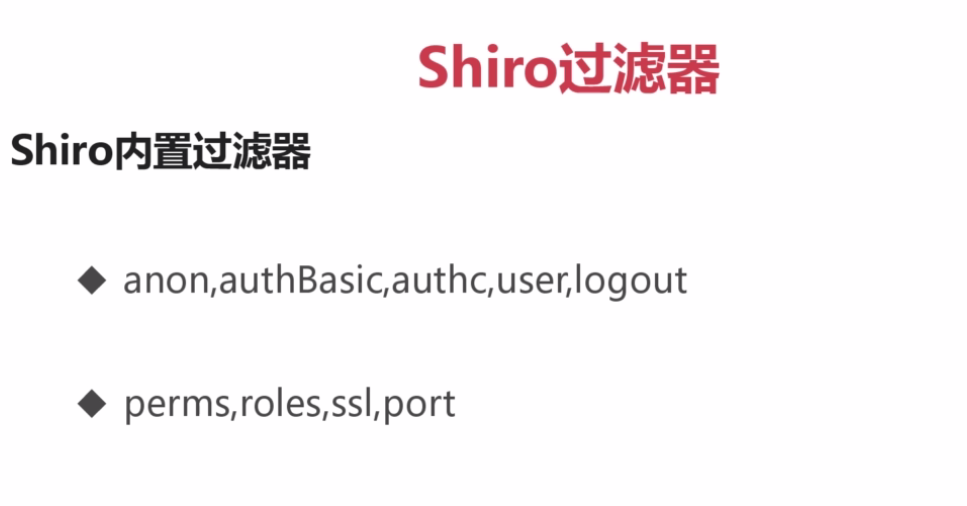 Shiro过滤器
Shiro内置过滤器
◆ anon,authBasic,authc,user,logout
◆ perms,roles,ssl,port